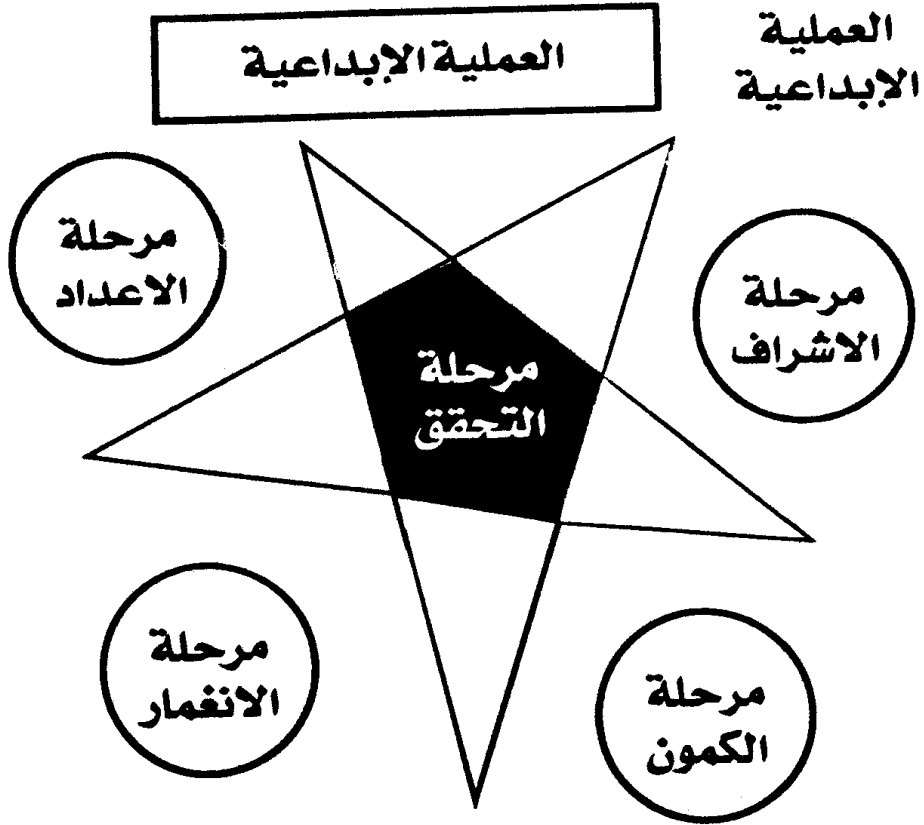 العملية
الإبداعية
العملية الإبداعية
مرحلة
الاشراف
مرحلة
الاعداد
مرحلة
التحقق
مرحلة
الكمون
مرحلة
الانغمار